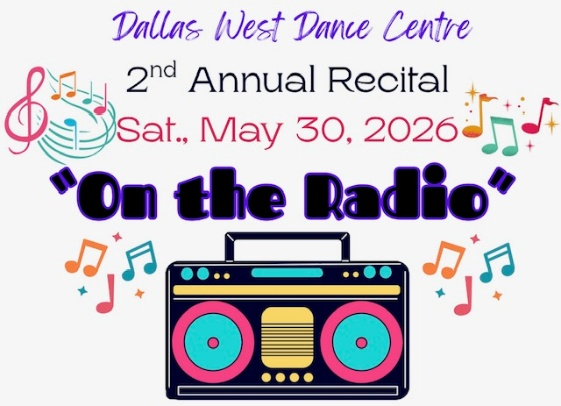 Dallas West Dance Centre
2nd Annual Recital
Sat., May 30, 2026
"On the Radio"